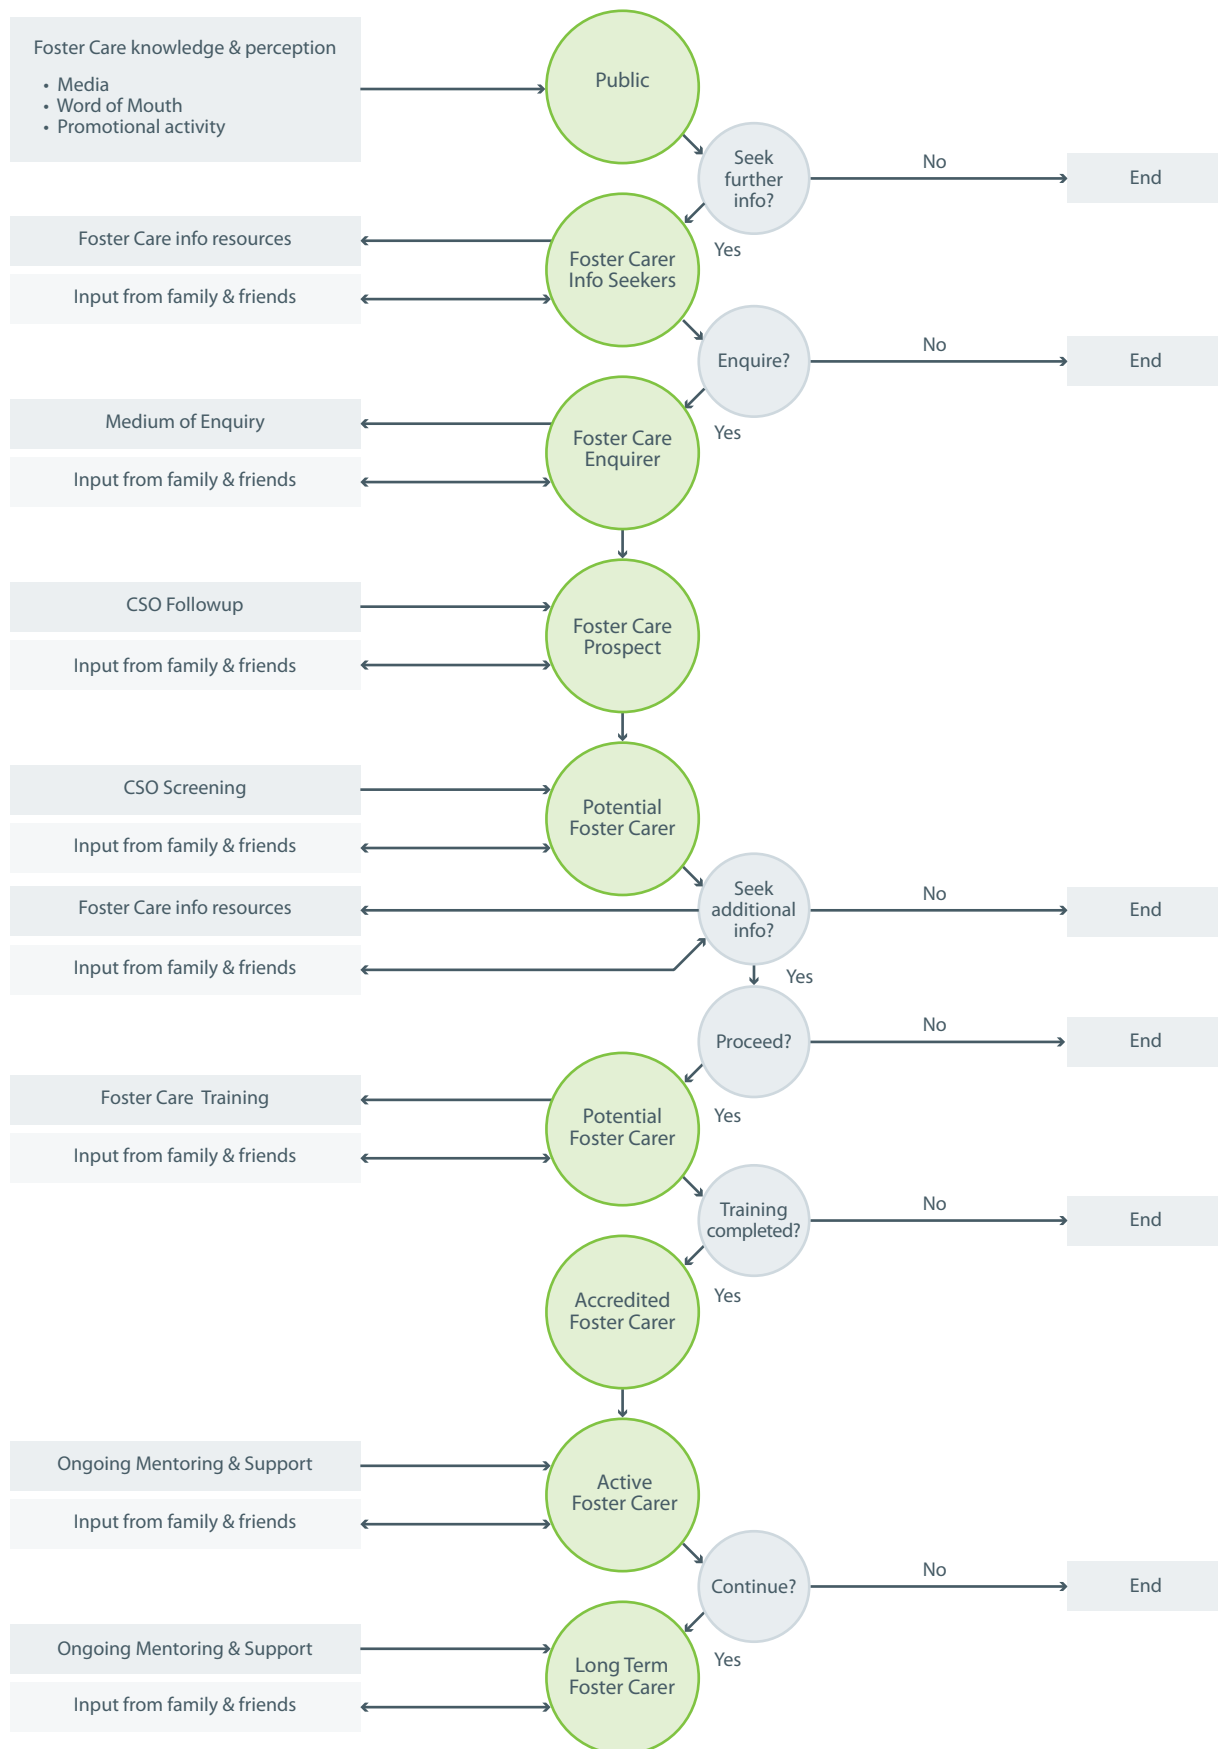 Foster Care knowledge & perception
• Media
• Word of Mouth
• Promotional activity
Public
Seek
further
info?
No
End
Yes
Foster Care info resources
Input from family & friends
Foster Carer
Info Seekers
Enquire?
No
End
Yes
Medium of Enquiry
Input from family & friends
Foster Care
Enquirer
CSO Followup
Input from family & friends
Foster Care
Prospect
CSO Screening
Input from family & friends
Potential
Foster Carer
Foster Care info resources
Input from family & friends
Seek
additional
info?
No
End
Yes
Proceed?
No
End
Yes
Foster Care Training
Input from family & friends
Potential
Foster Carer
Training
completed?
No
End
Yes
Accredited
Foster Carer
Ongoing Mentoring & Support
Input from family & friends
Active
Foster Carer
Continue?
No
End
Yes
Ongoing Mentoring & Support
Input from family & friends
Long Term
Foster Carer